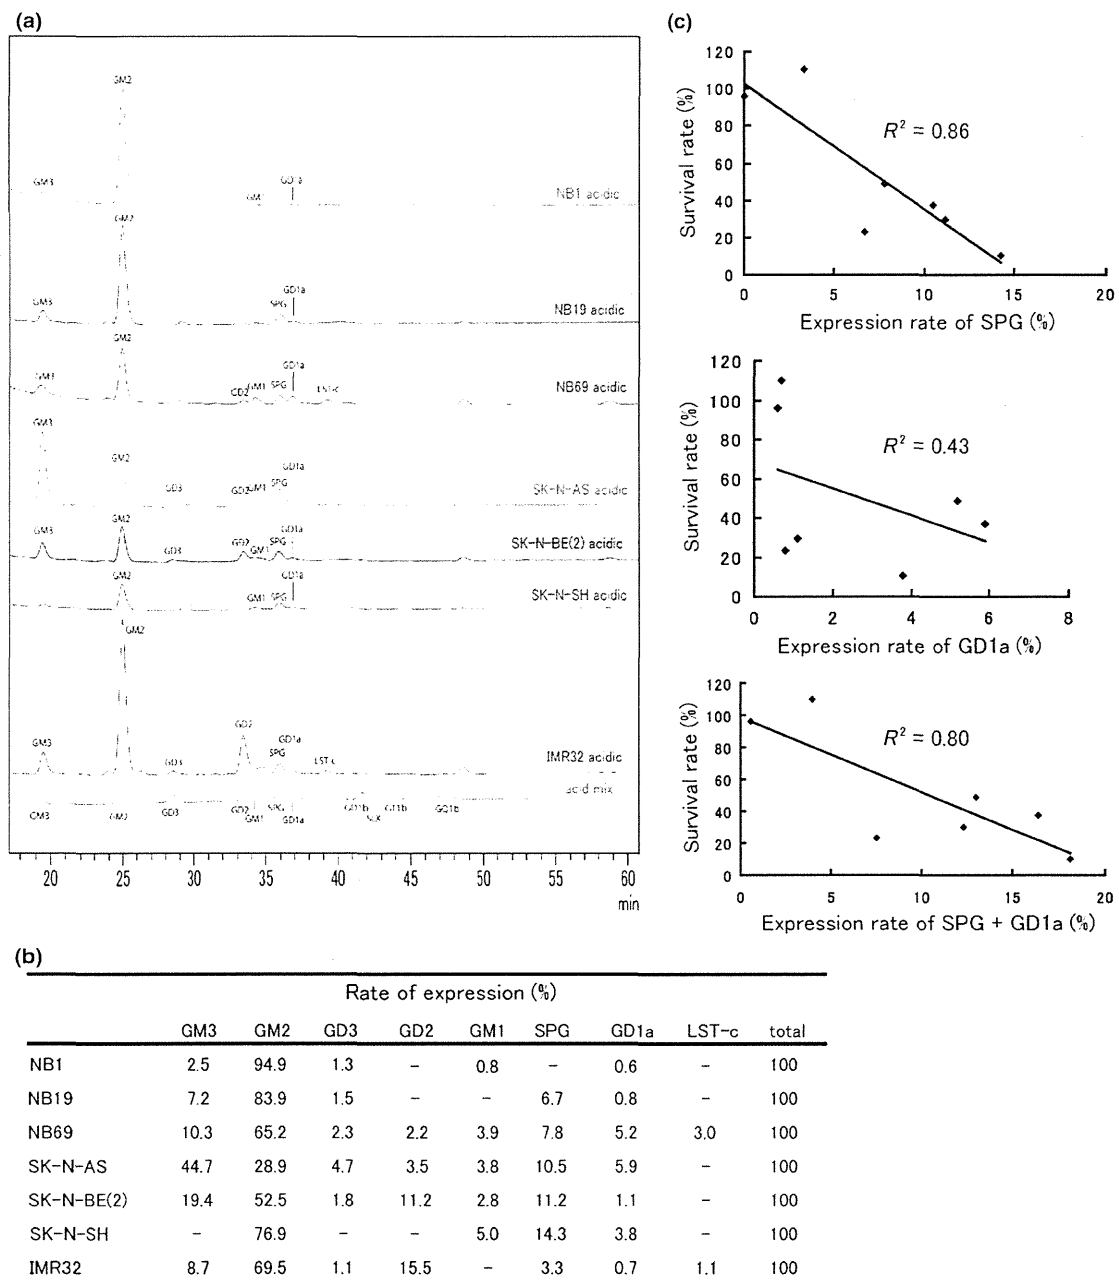 (a)
GM2
GM3
GM1
GD1a
NB1 acidic
GM2
GM3
SPG
GD1a
NB19 acidic
GM2
GM3
GD2
GM1
SPG
GD1a
LST-c
NB69 acidic
GM3
GM2
GD3
GD2
GM1
SPG
GD1a
SK-N-AS acidic
GM3
GM2
GD3
GD2
GM1
SPG
GD1a
SK-N-BE(2) acidic
GM2
GM1
SPG
GD1a
SK-N-SH acidic
GM2
GM3
GD3
GD2
SPG
GD1a
LST-c
IMR32 acidic
acid mix
GM3
GM2
GD3
GD2
GM1
SPG
GD1a
GD1b
SLX
GT1b
GQ1b
20 25 30 35 40 45 50 55 60
min
(c)
120
100
80
60
40
20
0
Survival rate (%)
R² = 0.86
0 5 10 15 20
Expression rate of SPG (%)
120
100
80
60
40
20
0
Survival rate (%)
R² = 0.43
0 2 4 6 8
Expression rate of GD1a (%)
120
100
80
60
40
20
0
Survival rate (%)
R² = 0.80
0 5 10 15 20
Expression rate of SPG + GD1a (%)
(b)
Rate of expression (%)
GM3 GM2 GD3 GD2 GM1 SPG GD1a LST-c total
NB1 2.5 94.9 1.3 - 0.8 - 0.6 - 100
NB19 7.2 83.9 1.5 - - 6.7 0.8 - 100
NB69 10.3 65.2 2.3 2.2 3.9 7.8 5.2 3.0 100
SK-N-AS 44.7 28.9 4.7 3.5 3.8 10.5 5.9 - 100
SK-N-BE(2) 19.4 52.5 1.8 11.2 2.8 11.2 1.1 - 100
SK-N-SH - 76.9 - - 5.0 14.3 3.8 - 100
IMR32 8.7 69.5 1.1 15.5 - 3.3 0.7 1.1 100